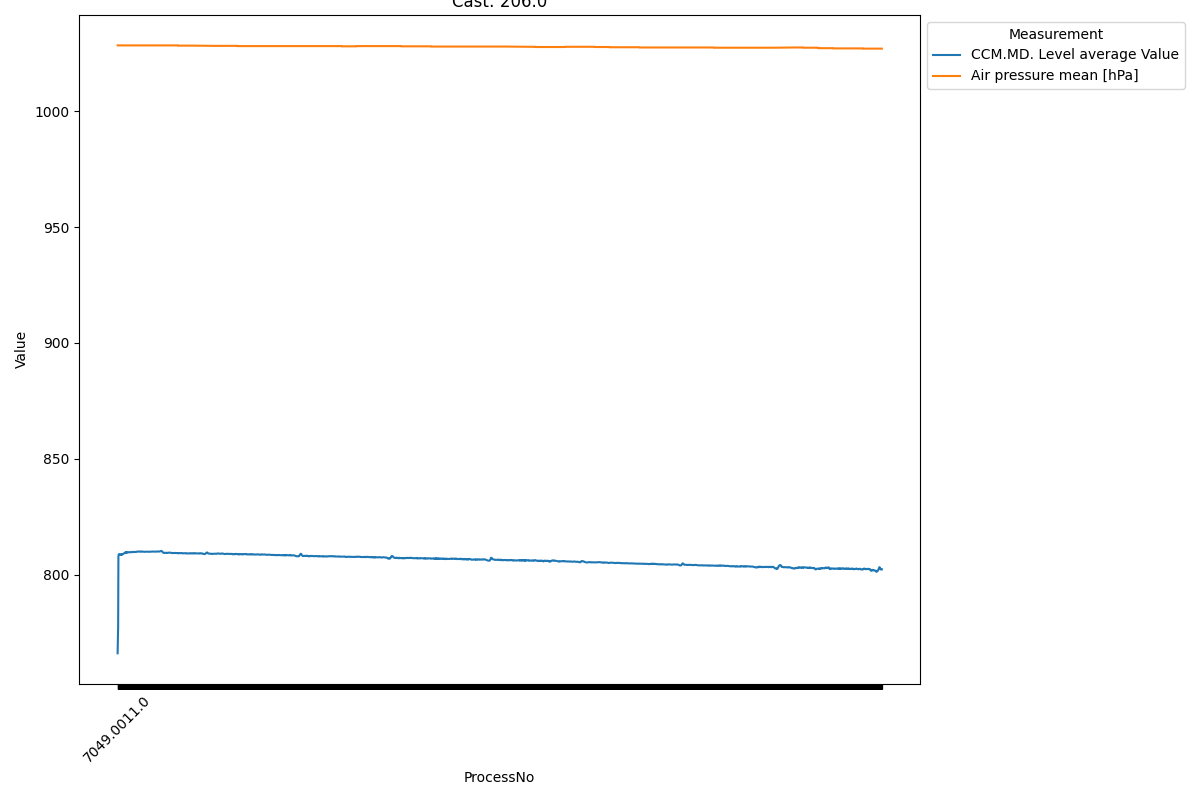 Cast: 206.0
Measurement
CCM.MD. Level average Value
Air pressure mean [hPa]
1000
950
900
850
800
Value
7049.0011.0
ProcessNo